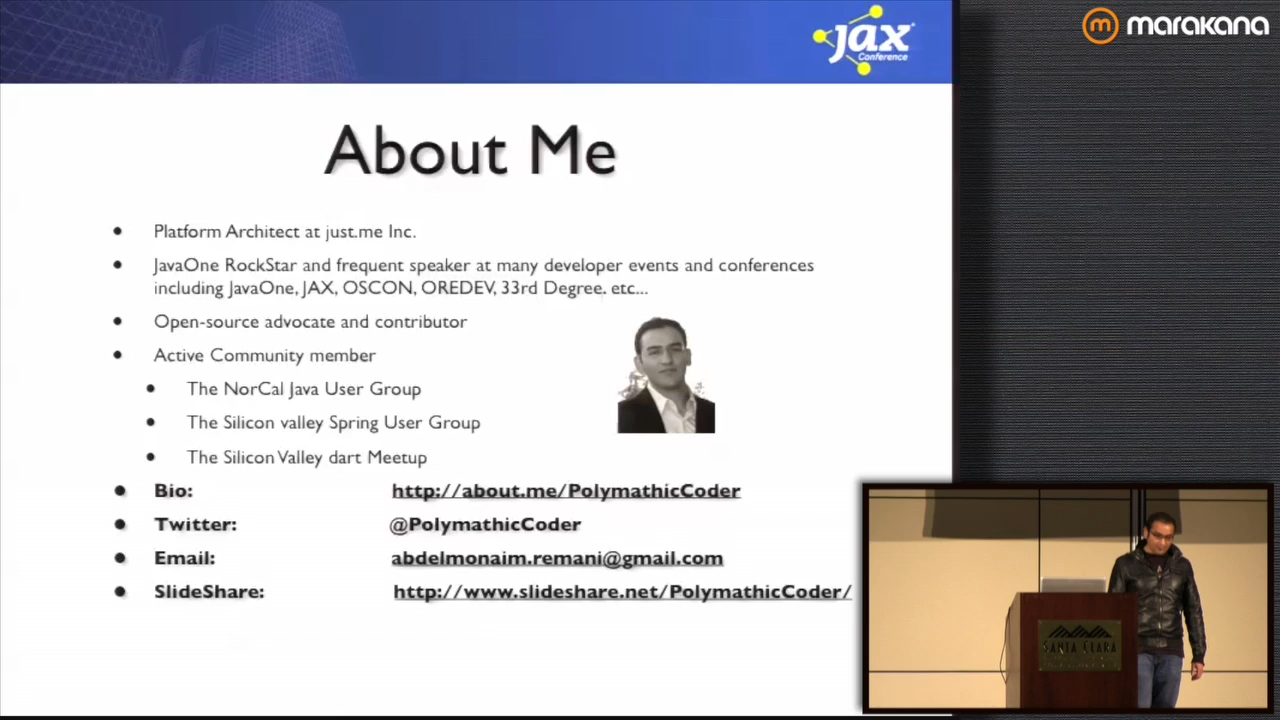 jax
Conference
marakana
About Me
Platform Architect at just.me Inc.
JavaOne RockStar and frequent speaker at many developer events and conferences
including JavaOne, JAX, OSCON, OREDEV, 33rd Degree, etc...
Open-source advocate and contributor
Active Community member
The NorCal Java User Group
The Silicon valley Spring User Group
The Silicon Valley dart Meetup
Bio: http://about.me/PolymathicCoder
Twitter: @PolymathicCoder
Email: abdelmonaim.remani@gmail.com
SlideShare: http://www.slideshare.net/PolymathicCoder/
SANTA CLARA